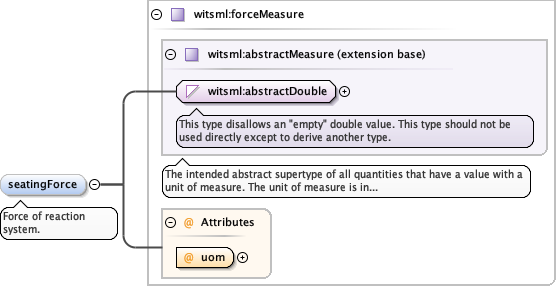 witsml:forceMeasure
witsml:abstractMeasure (extension base)
witsml:abstractDouble
This type disallows an "empty" double value. This type should not be
used directly except to derive another type.
The intended abstract supertype of all quantities that have a value with a
unit of measure. The unit of measure is in...
seatingForce
Force of reaction
system.
@ Attributes
uom